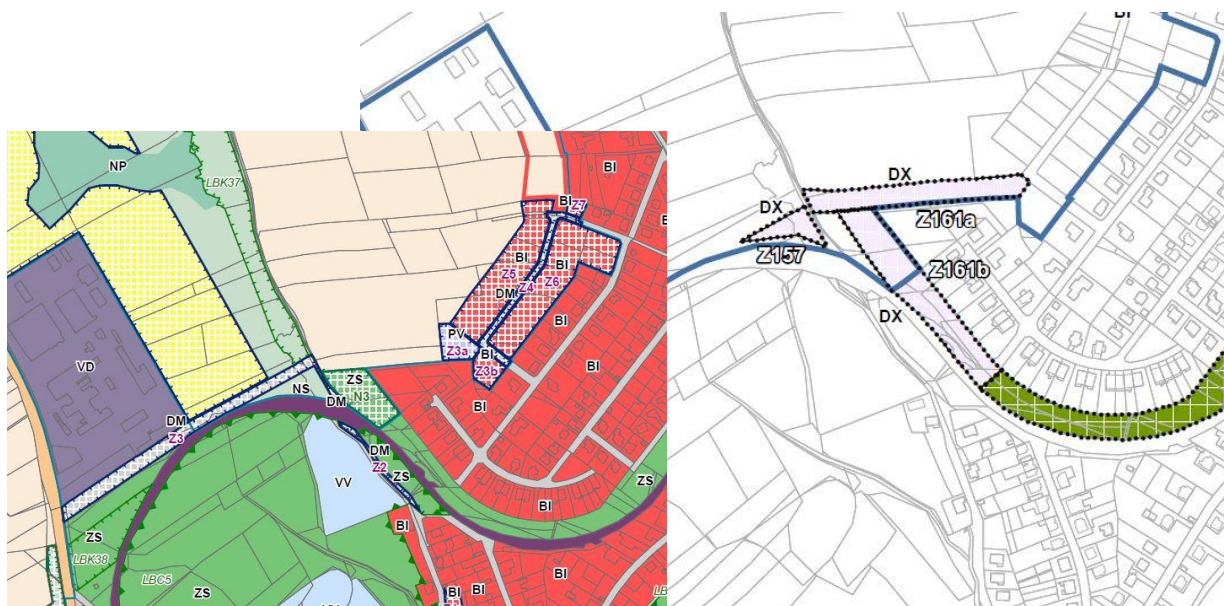 BI
NP
LBK37
BI
BI
Z7
BI
DX
DX
Z161a
Z157
Z161b
DX
Z5
BI
BI
Z4
Z6
DM
BI
PV
Z3a
BI
Z3b
VD
ZS
N3
NS
DM
BI
DM
Z3
DM
Z2
ZS
VV
ZS
BI
BI
ZS
LBK38
LBC5
ZS
BI
BI
BI